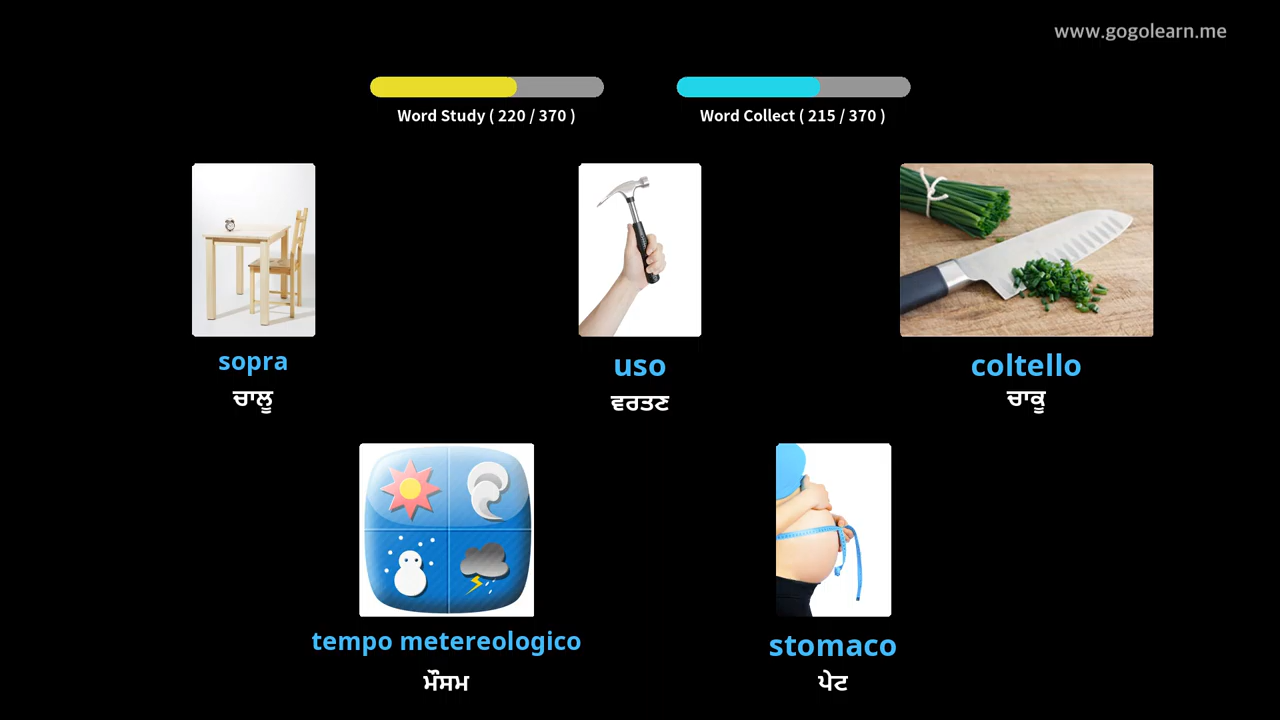 www.gogolearn.me
Word Study ( 220 / 370 )
Word Collect ( 215 / 370 )
sopra
ਚਾਲੂ
uso
ਵਰਤਣ
coltello
ਚਾਕੂ
tempo metereologico
ਮੌਸਮ
stomaco
ਪੇਟ